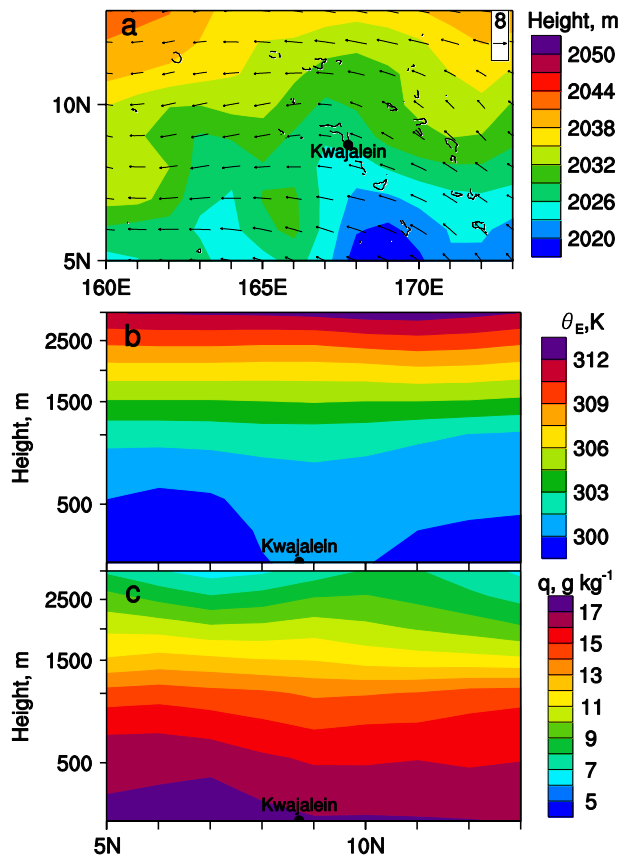 a
8
Height, m
2050
2044
2038
2032
2026
2020
10N
5N
Kwajalein
160E
165E
170E
b
θE,K
312
309
306
303
300
2500
1500
500
Height, m
Kwajalein
c
q, g kg-1
17
15
13
11
9
7
5
2500
1500
500
Height, m
Kwajalein
5N
10N